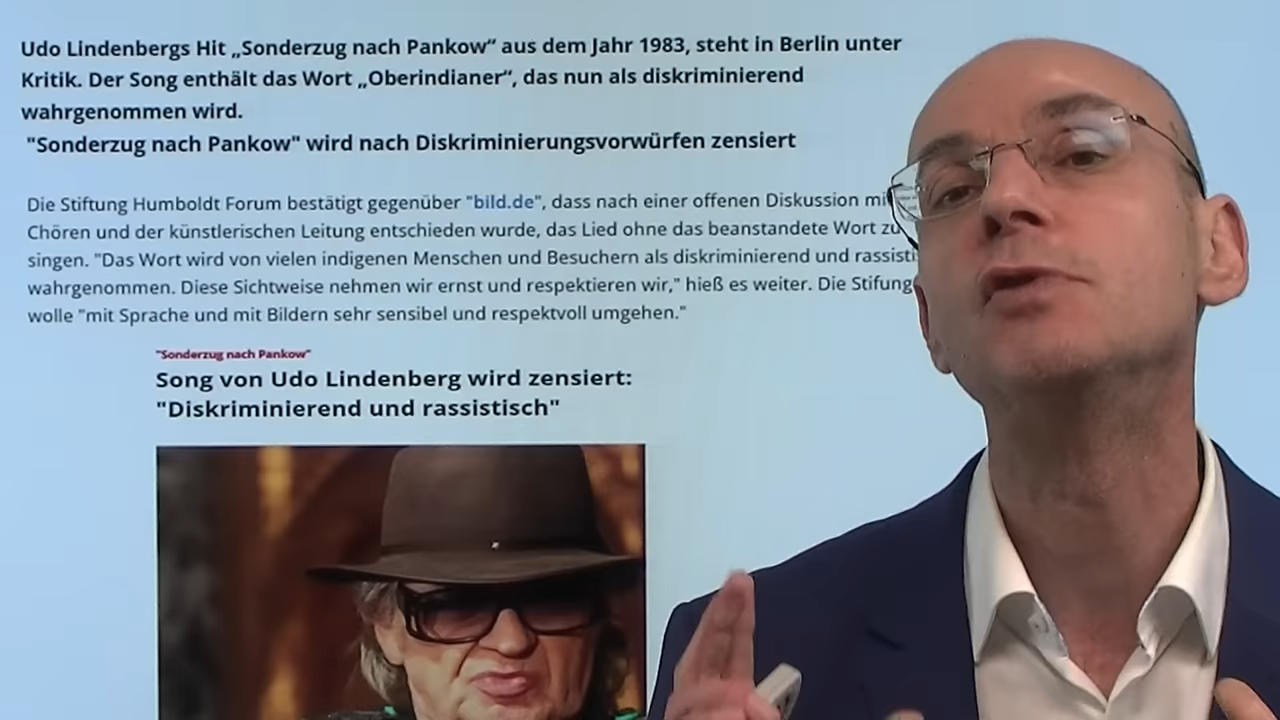 Udo Lindenbergs Hit „Sonderzug nach Pankow“ aus dem Jahr 1983, steht in Berlin unter
Kritik. Der Song enthält das Wort „Oberindianer“, das nun als diskriminierend
wahrgenommen wird.
"Sonderzug nach Pankow" wird nach Diskriminierungsvorwürfen zensiert
Die Stiftung Humboldt Forum bestätigt gegenüber "bild.de", dass nach einer offenen Diskussion mi
Chören und der künstlerischen Leitung entschieden wurde, das Lied ohne das beanstandete Wort zu
singen. "Das Wort wird von vielen indigenen Menschen und Besuchern als diskriminierend und rassisti
wahrgenommen. Diese Sichtweise nehmen wir ernst und respektieren wir," hieß es weiter. Die Stifung
wolle "mit Sprache und mit Bildern sehr sensibel und respektvoll umgehen."
"Sonderzug nach Pankow"
Song von Udo Lindenberg wird zensiert:
"Diskriminierend und rassistisch"